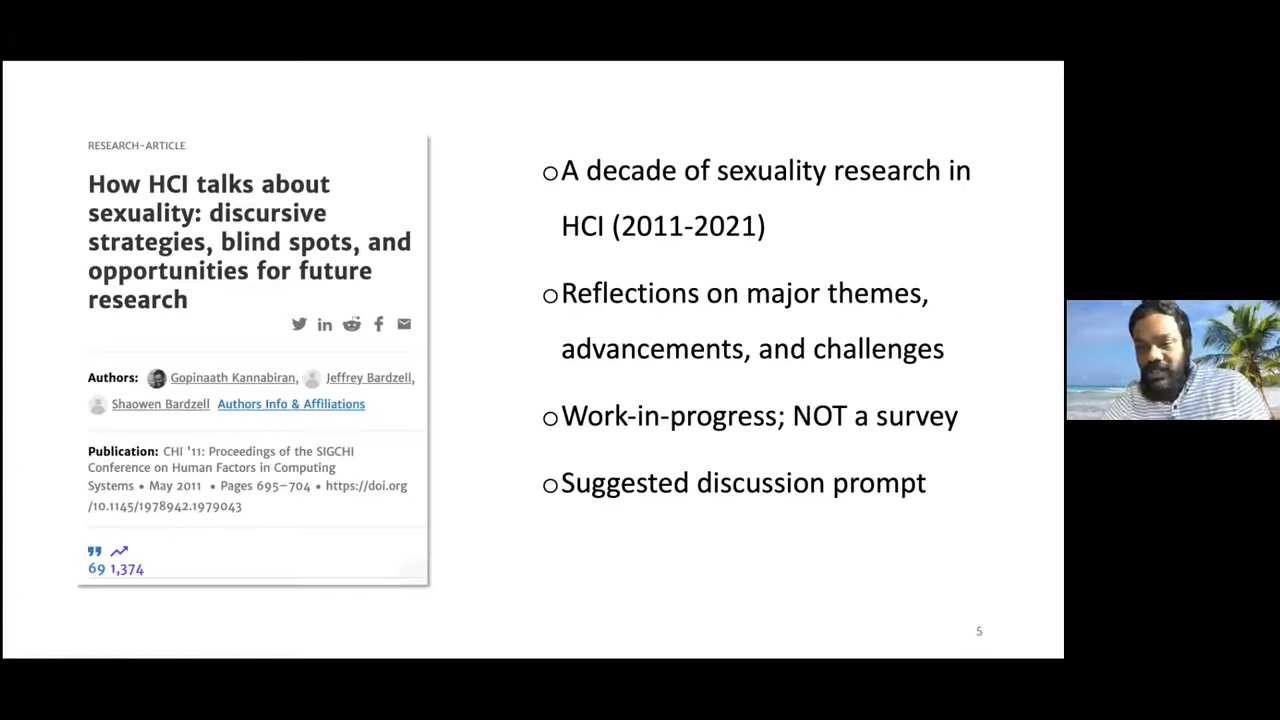 RESEARCH-ARTICLE
How HCI talks about
sexuality: discursive
strategies, blind spots, and
opportunities for future
research
Authors: Gopinaath Kannabiran, Jeffrey Bardzell,
Shaowen Bardzell Authors Info & Affiliations
Publication: CHI '11: Proceedings of the SIGCHI
Conference on Human Factors in Computing
Systems • May 2011 • Pages 695–704 • https://doi.org
/10.1145/1978942.1979043
69 1,374
A decade of sexuality research in
HCI (2011-2021)
Reflections on major themes,
advancements, and challenges
Work-in-progress; NOT a survey
Suggested discussion prompt
5